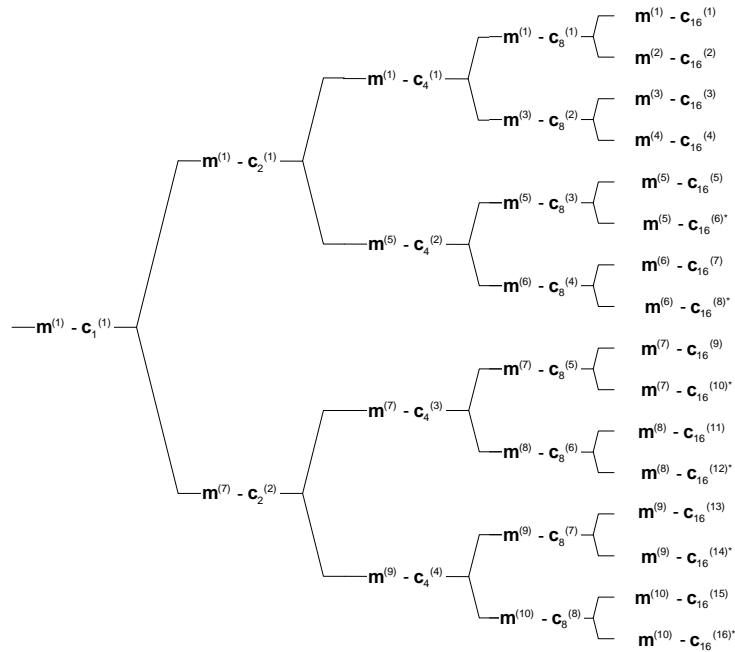 m(1) - c16(1)
m(1) - c8(1)
m(2) - c16(2)
m(1) - c4(1)
m(3) - c16(3)
m(3) - c8(2)
m(4) - c16(4)
m(1) - c2(1)
m(5) - c16(5)
m(5) - c8(3)
m(5) - c16(6)*
m(5) - c4(2)
m(6) - c16(7)
m(6) - c8(4)
m(6) - c16(8)*
m(1) - c1(1)
m(7) - c16(9)
m(7) - c8(5)
m(7) - c16(10)*
m(7) - c4(3)
m(8) - c16(11)
m(8) - c8(6)
m(8) - c16(12)*
m(7) - c2(2)
m(9) - c16(13)
m(9) - c8(7)
m(9) - c16(14)*
m(9) - c4(4)
m(10) - c16(15)
m(10) - c8(8)
m(10) - c16(16)*